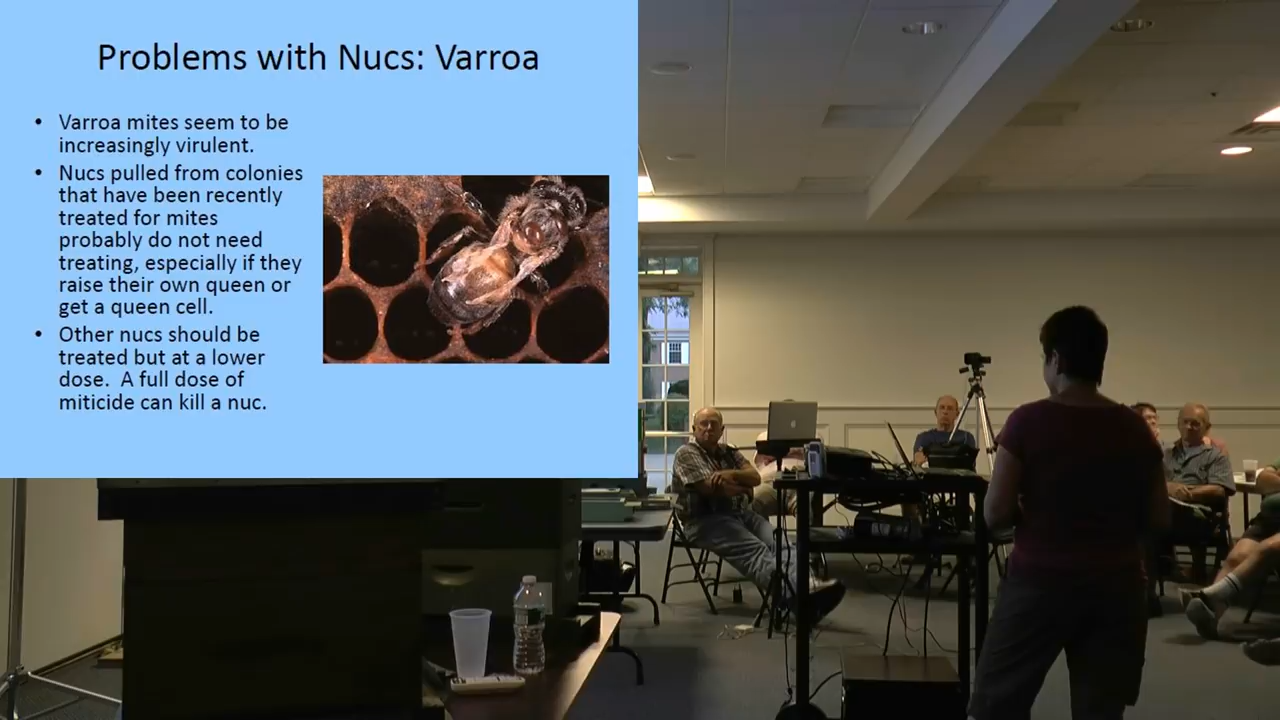 Problems with Nucs: Varroa
• Varroa mites seem to be
increasingly virulent.
• Nucs pulled from colonies
that have been recently
treated for mites
probably do not need
treating, especially if they
raise their own queen or
get a queen cell.
• Other nucs should be
treated but at a lower
dose.  A full dose of
miticide can kill a nuc.